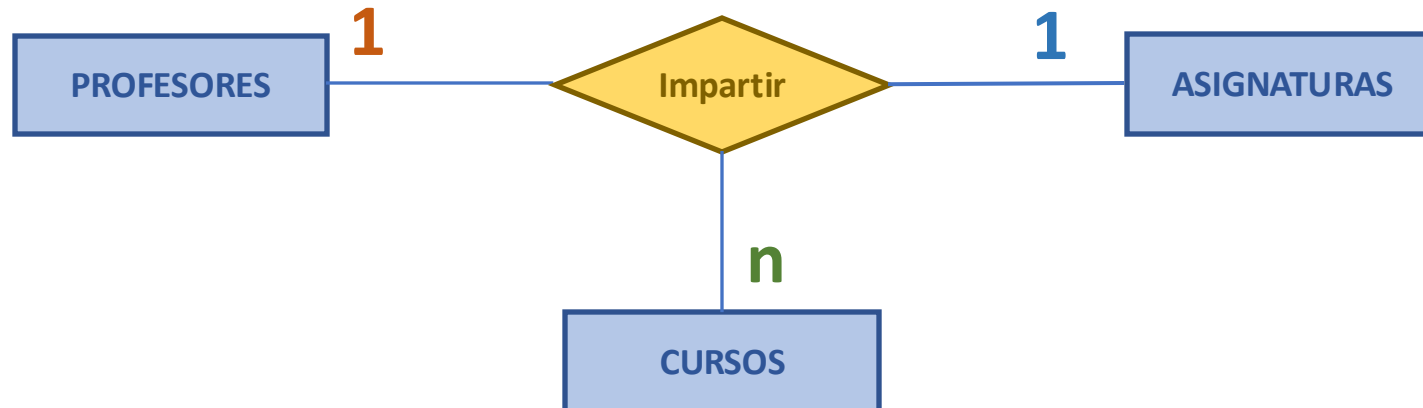 1
1
PROFESORES
Impartir
ASIGNATURAS
n
CURSOS